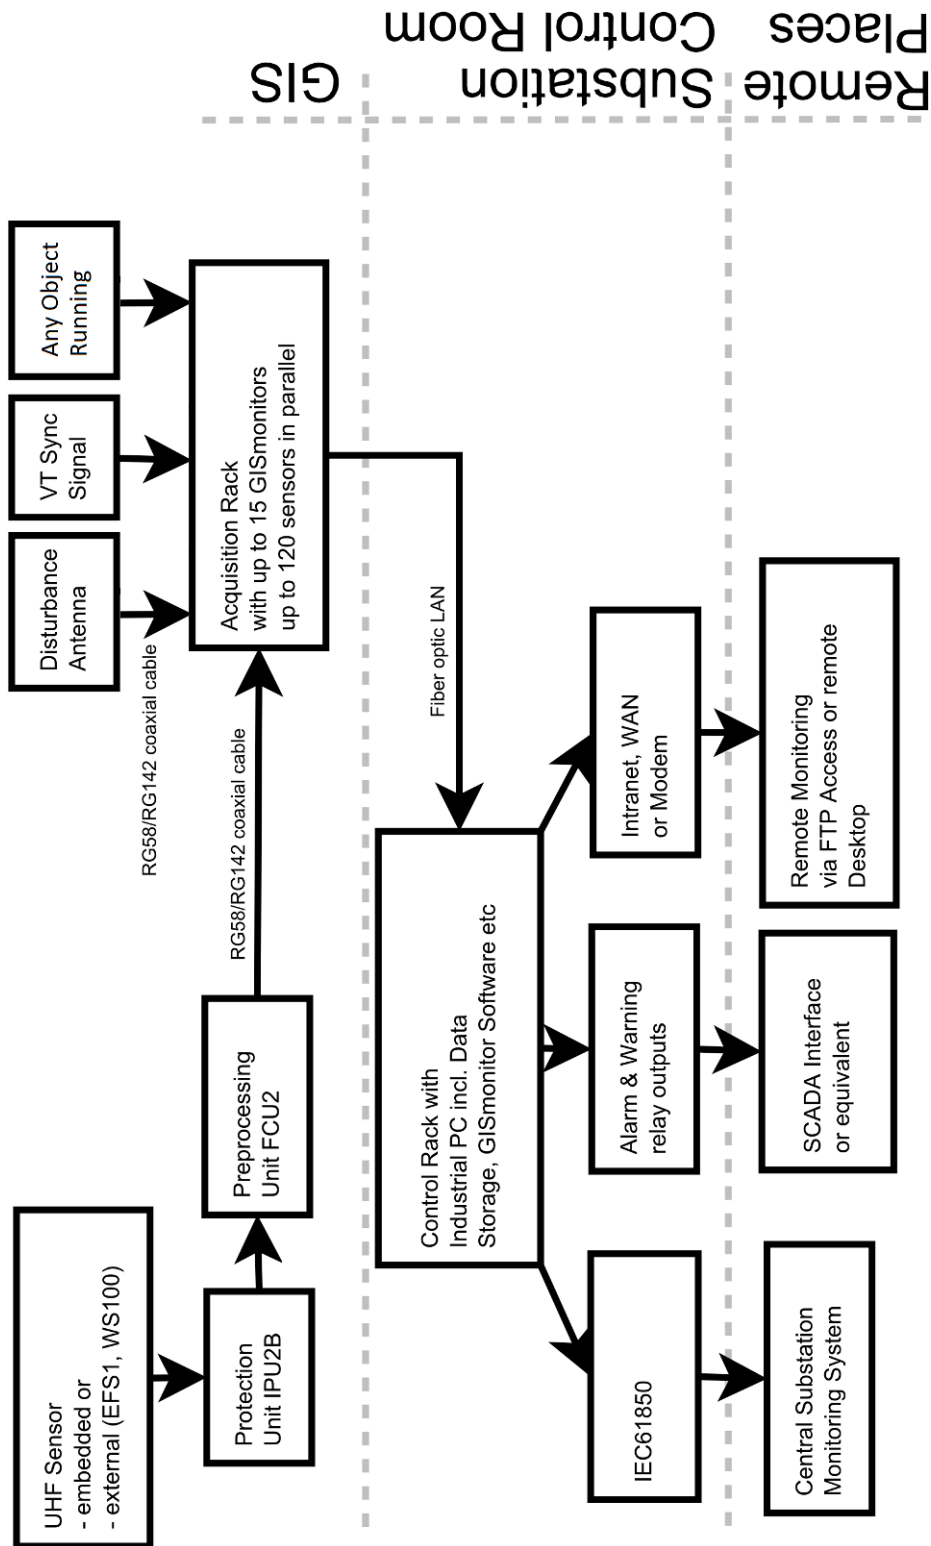 GIS
Substation
Control Room
Remote
Places
UHF Sensor
- embedded or
- external (EFS1, WS100)
Protection
Unit IPU2B
Preprocessing
Unit FCU2
RG58/RG142 coaxial cable
RG58/RG142 coaxial cable
Disturbance
Antenna
VT Sync
Signal
Any Object
Running
Acquisition Rack
with up to 15 GISmonitors
up to 120 sensors in parallel
Fiber optic LAN
Control Rack with
Industrial PC incl. Data
Storage, GISmonitor Software etc
IEC61850
Alarm & Warning
relay outputs
Intranet, WAN
or Modem
Central Substation
Monitoring System
SCADA Interface
or equivalent
Remote Monitoring
via FTP Access or remote
Desktop